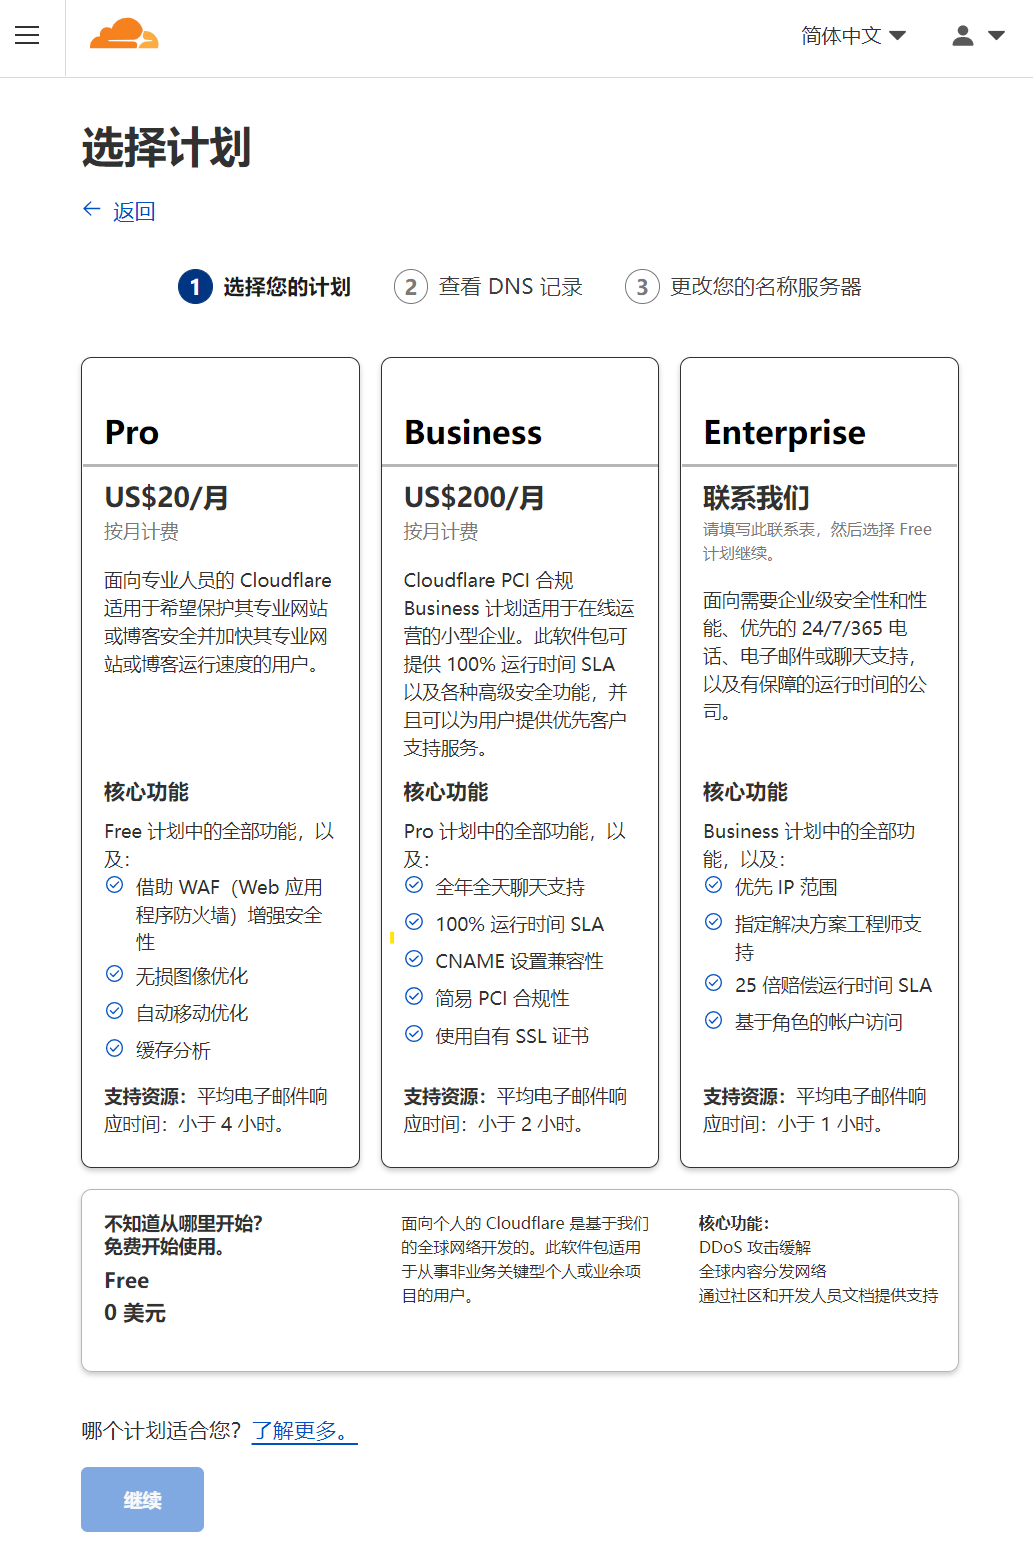 简体中文
选择计划
返回
1 选择您的计划
2 查看 DNS 记录
3 更改您的名称服务器
Pro
US$20/月
按月计费
面向专业人员的 Cloudflare
适用于希望保护其专业网站
或博客安全并加快其专业网
站或博客运行速度的用户。
核心功能
Free 计划中的全部功能，以
及：
借助 WAF（Web 应用
程序防火墙）增强安全
性
无损图像优化
自动移动优化
缓存分析
支持资源：平均电子邮件响
应时间：小于 4 小时。
Business
US$200/月
按月计费
Cloudflare PCI 合规
Business 计划适用于在线运
营的小型企业。此软件包可
提供 100% 运行时间 SLA
以及各种高级安全功能，并
且可以为用户提供优先客户
支持服务。
核心功能
Pro 计划中的全部功能，以
及：
全年全天聊天支持
100% 运行时间 SLA
CNAME 设置兼容性
简易 PCI 合规性
使用自有 SSL 证书
支持资源：平均电子邮件响
应时间：小于 2 小时。
Enterprise
联系我们
请填写此联系表，然后选择 Free
计划继续。
面向需要企业级安全性和性
能、优先的 24/7/365 电
话、电子邮件或聊天支持，
以及有保障的运行时间的公
司。
核心功能
Business 计划中的全部功
能，以及：
优先 IP 范围
指定解决方案工程师支
持
25 倍赔偿运行时间 SLA
基于角色的帐户访问
支持资源：平均电子邮件响
应时间：小于 1 小时。
不知道从哪里开始?
免费开始使用。
Free
0 美元
面向个人的 Cloudflare 是基于我们
的全球网络开发的。此软件包适用
于从事非业务关键型个人或业余项
目的用户。
核心功能：
DDoS 攻击缓解
全球内容分发网络
通过社区和开发人员文档提供支持
哪个计划适合您？了解更多。
继续